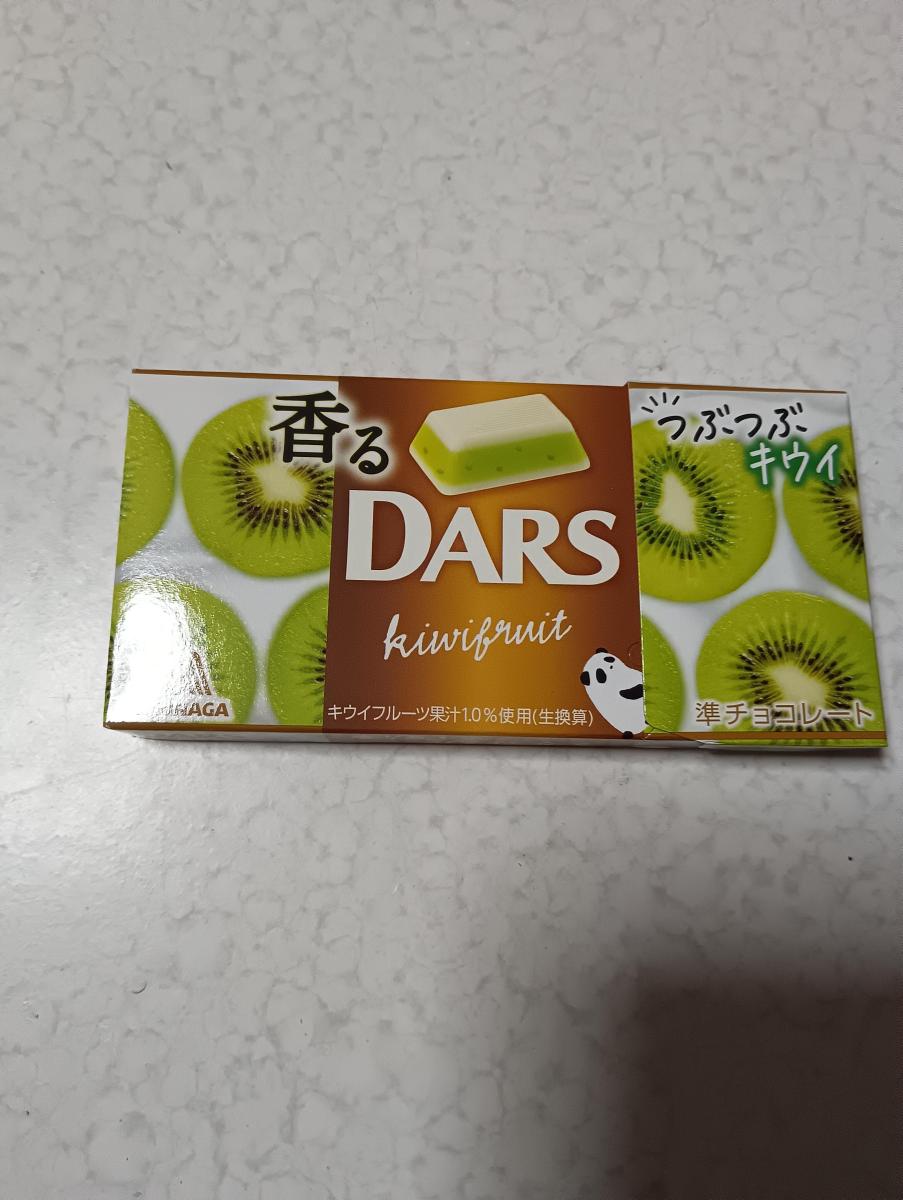 香る
DARS
kiwifruit
キウイフルーツ果汁1.0％使用(生換算)
つぶつぶ
キウイ
準チョコレート